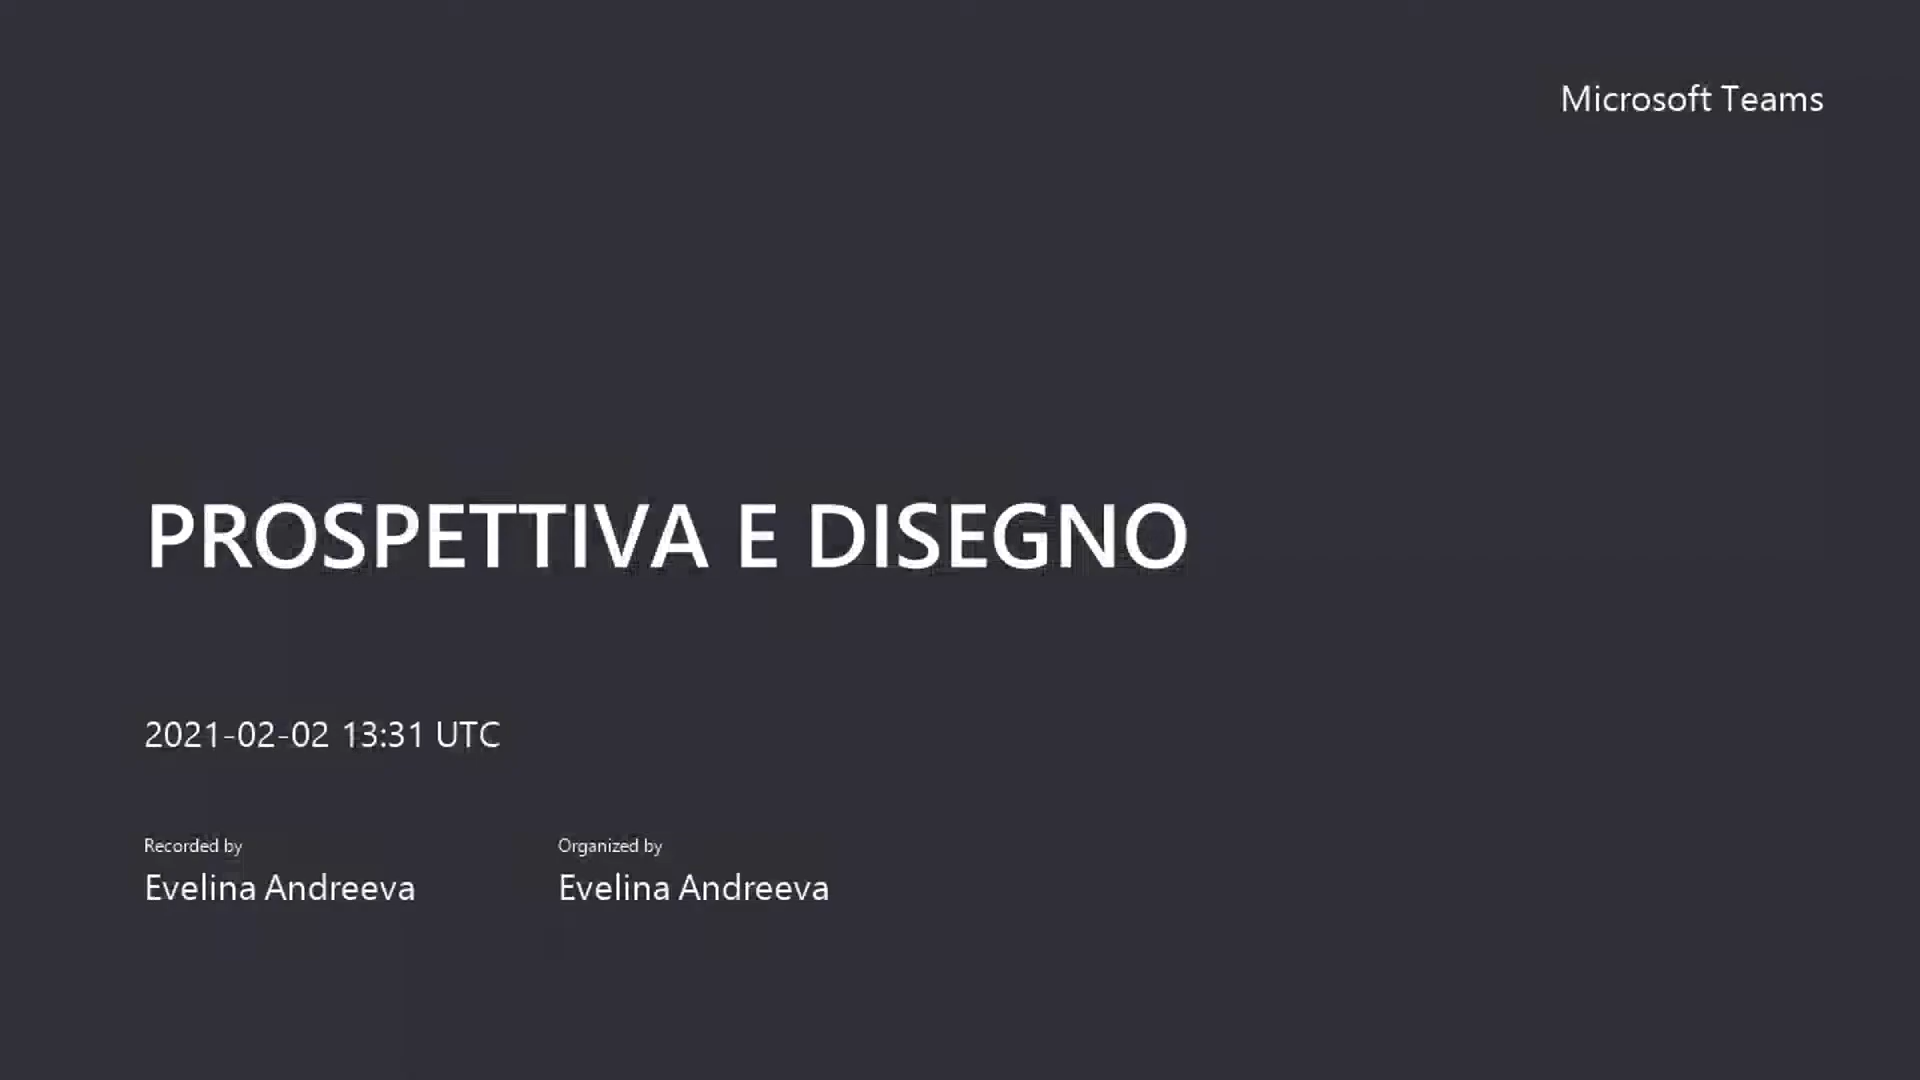 Microsoft Teams
PROSPETTIVA E DISEGNO
2021-02-02 13:31 UTC
Recorded by
Evelina Andreeva
Organized by
Evelina Andreeva